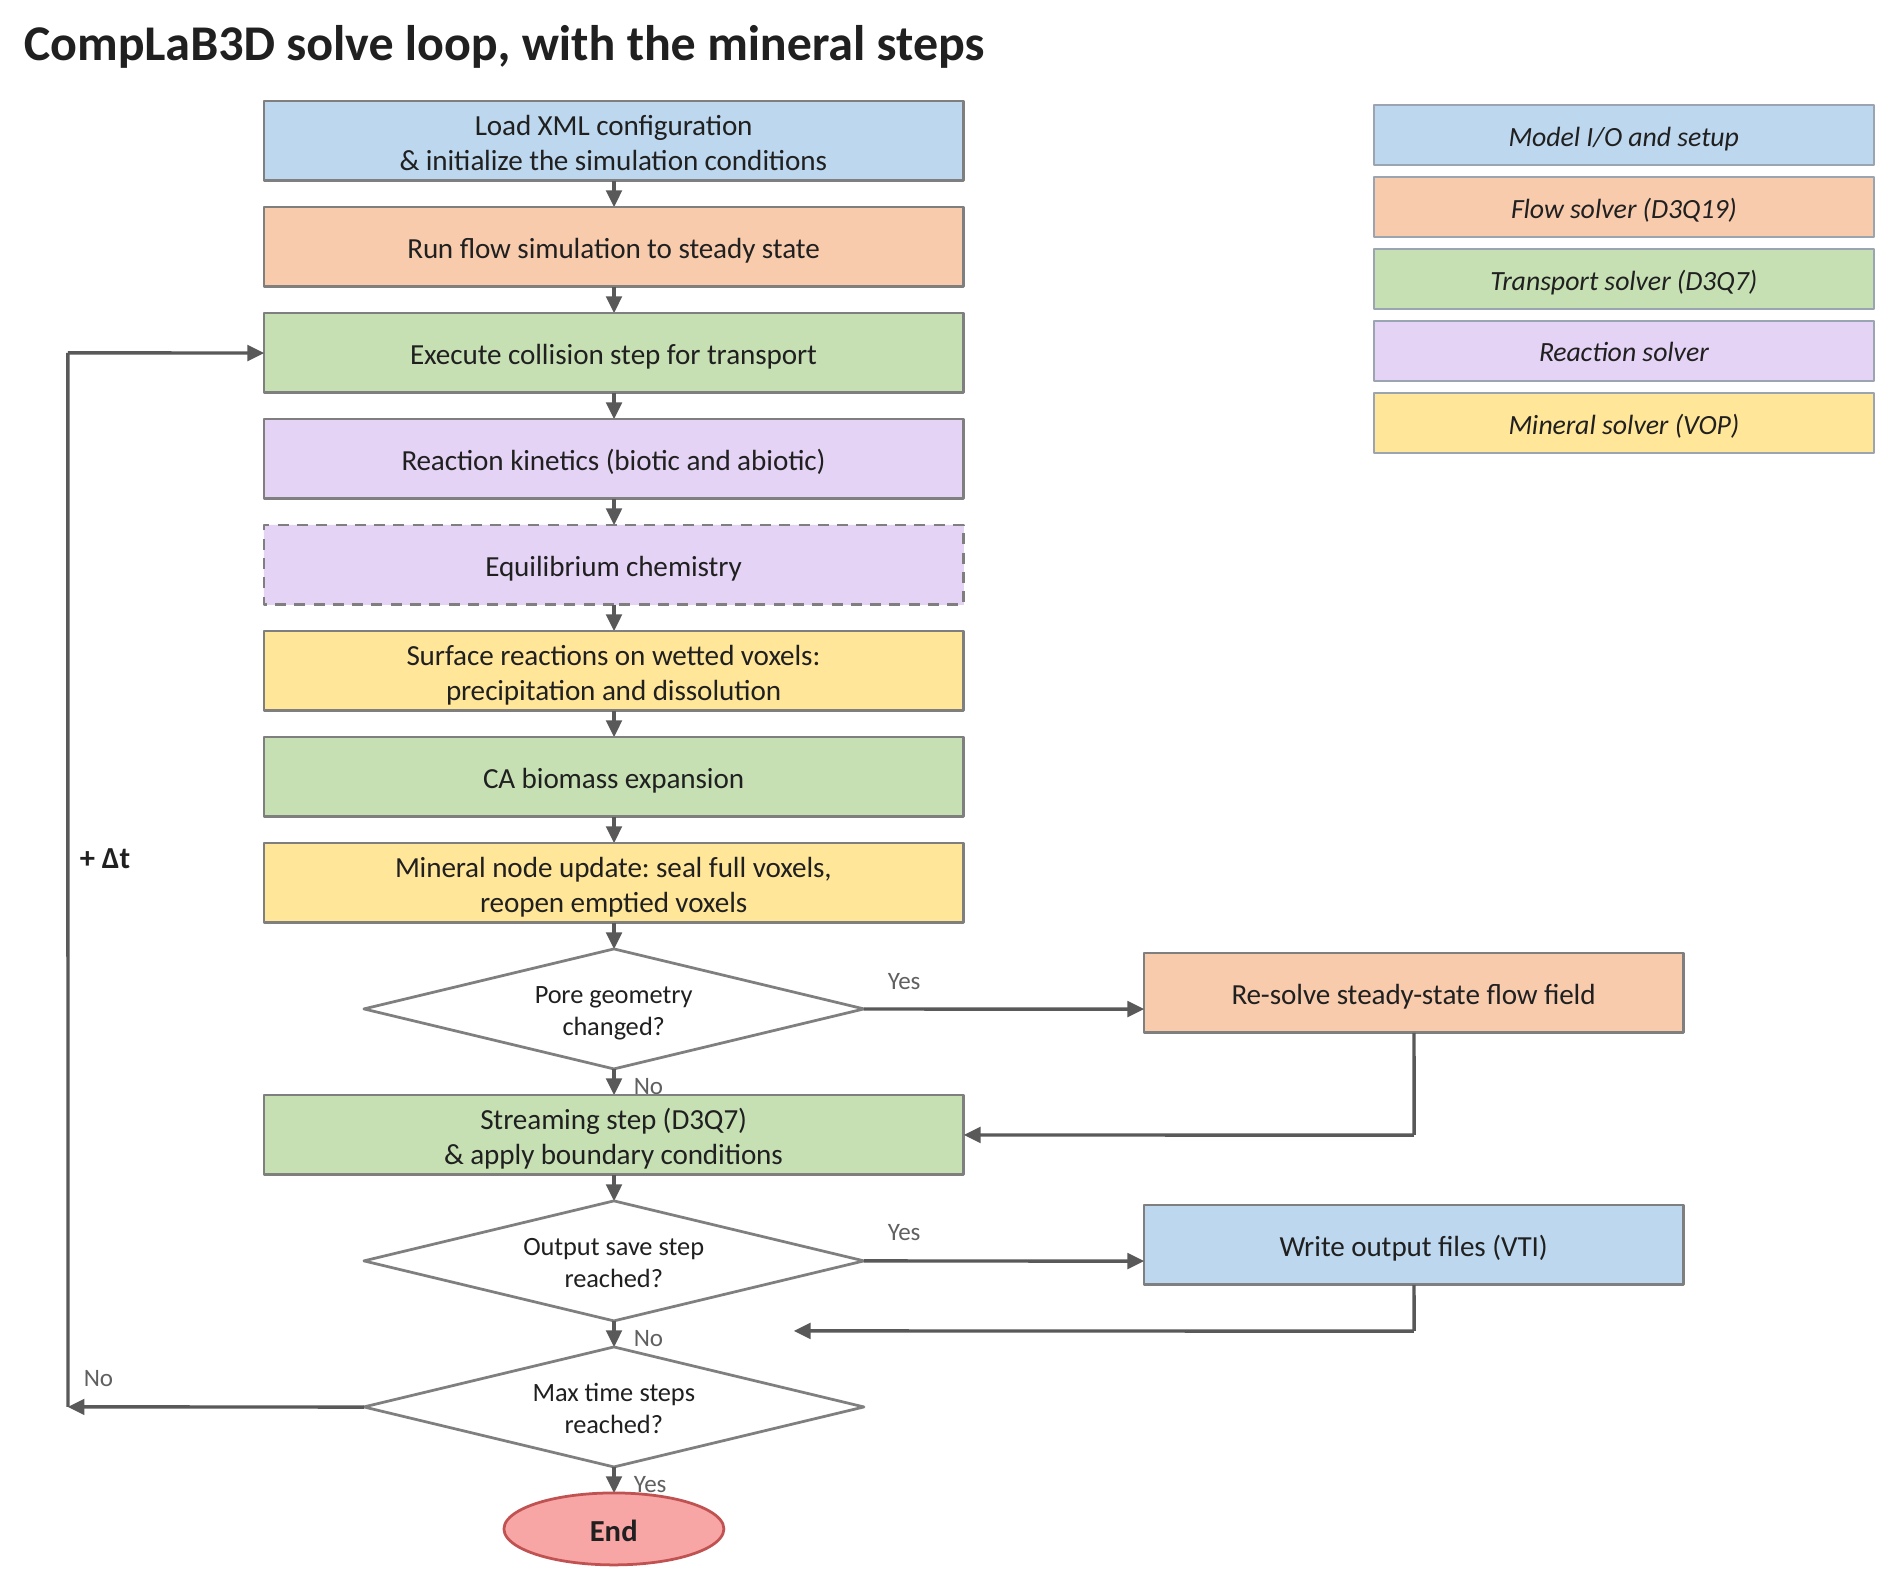 CompLaB3D solve loop, with the mineral steps
Load XML configuration
& initialize the simulation conditions
Run flow simulation to steady state
Execute collision step for transport
Reaction kinetics (biotic and abiotic)
Equilibrium chemistry
Surface reactions on wetted voxels:
precipitation and dissolution
CA biomass expansion
+ Δt
Mineral node update: seal full voxels,
reopen emptied voxels
Pore geometry
changed?
Yes
Re-solve steady-state flow field
No
Streaming step (D3Q7)
& apply boundary conditions
Output save step
reached?
Yes
Write output files (VTI)
No
Max time steps
reached?
No
Yes
End
Model I/O and setup
Flow solver (D3Q19)
Transport solver (D3Q7)
Reaction solver
Mineral solver (VOP)